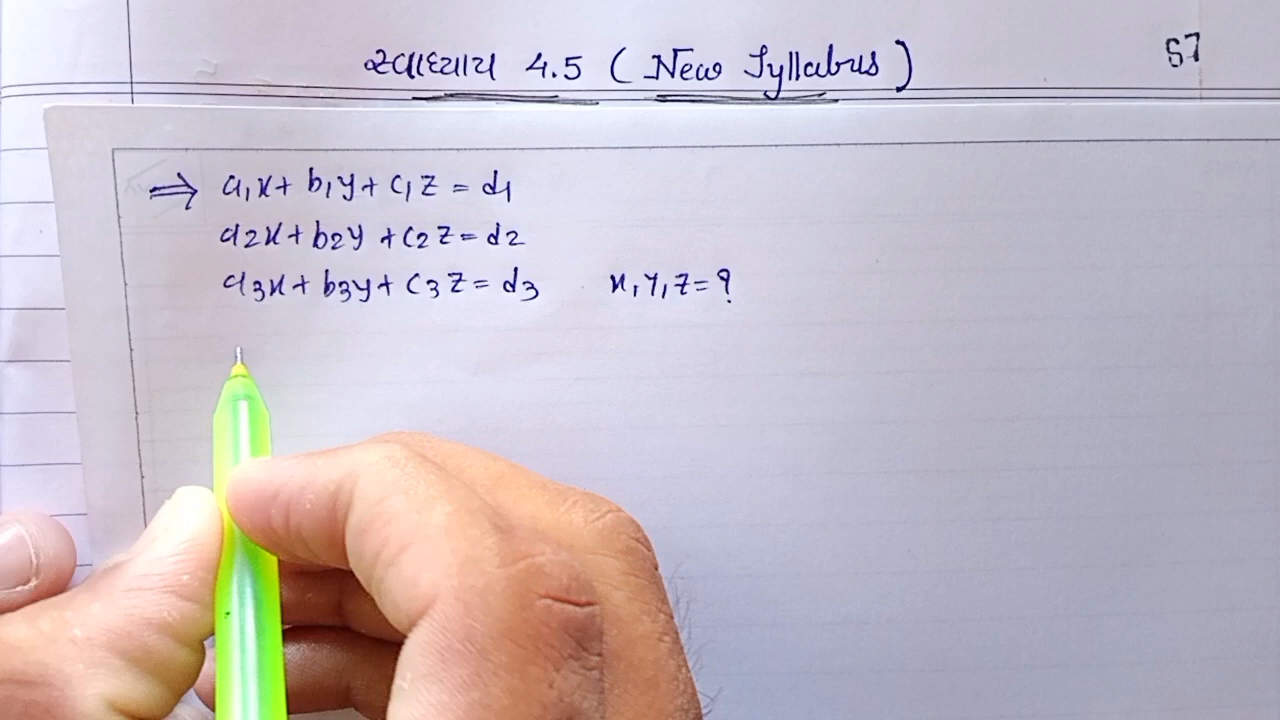 સ્વાધ્યાય 4.5 (New Syllabus)
67
⇒ a₁x + b₁y + c₁z = d₁
a2x + b2y + c2z = d2
a3x + b3y + c3z = d3 x, y, z = ?